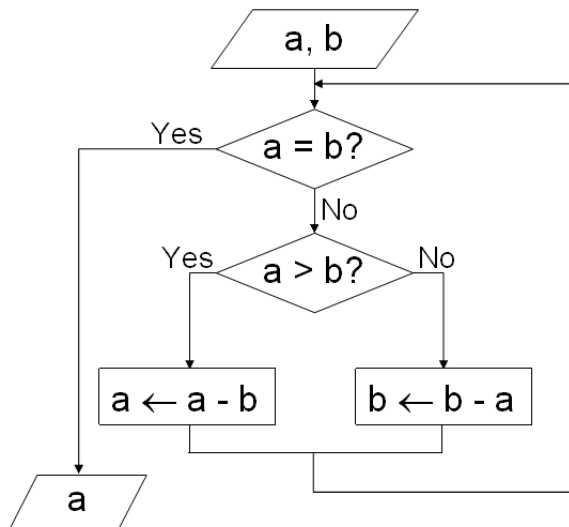 a, b
Yes
a = b?
No
Yes
a > b?
No
a ← a - b
b ← b - a
a